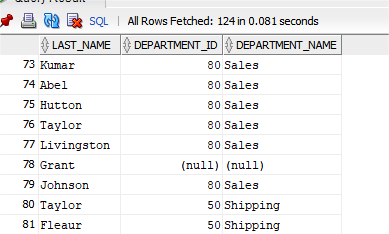 SQL | All Rows Fetched: 124 in 0.081 seconds
LAST_NAME DEPARTMENT_ID DEPARTMENT_NAME
73 Kumar 80 Sales
74 Abel 80 Sales
75 Hutton 80 Sales
76 Taylor 80 Sales
77 Livingston 80 Sales
78 Grant (null) (null)
79 Johnson 80 Sales
80 Taylor 50 Shipping
81 Fleaur 50 Shipping